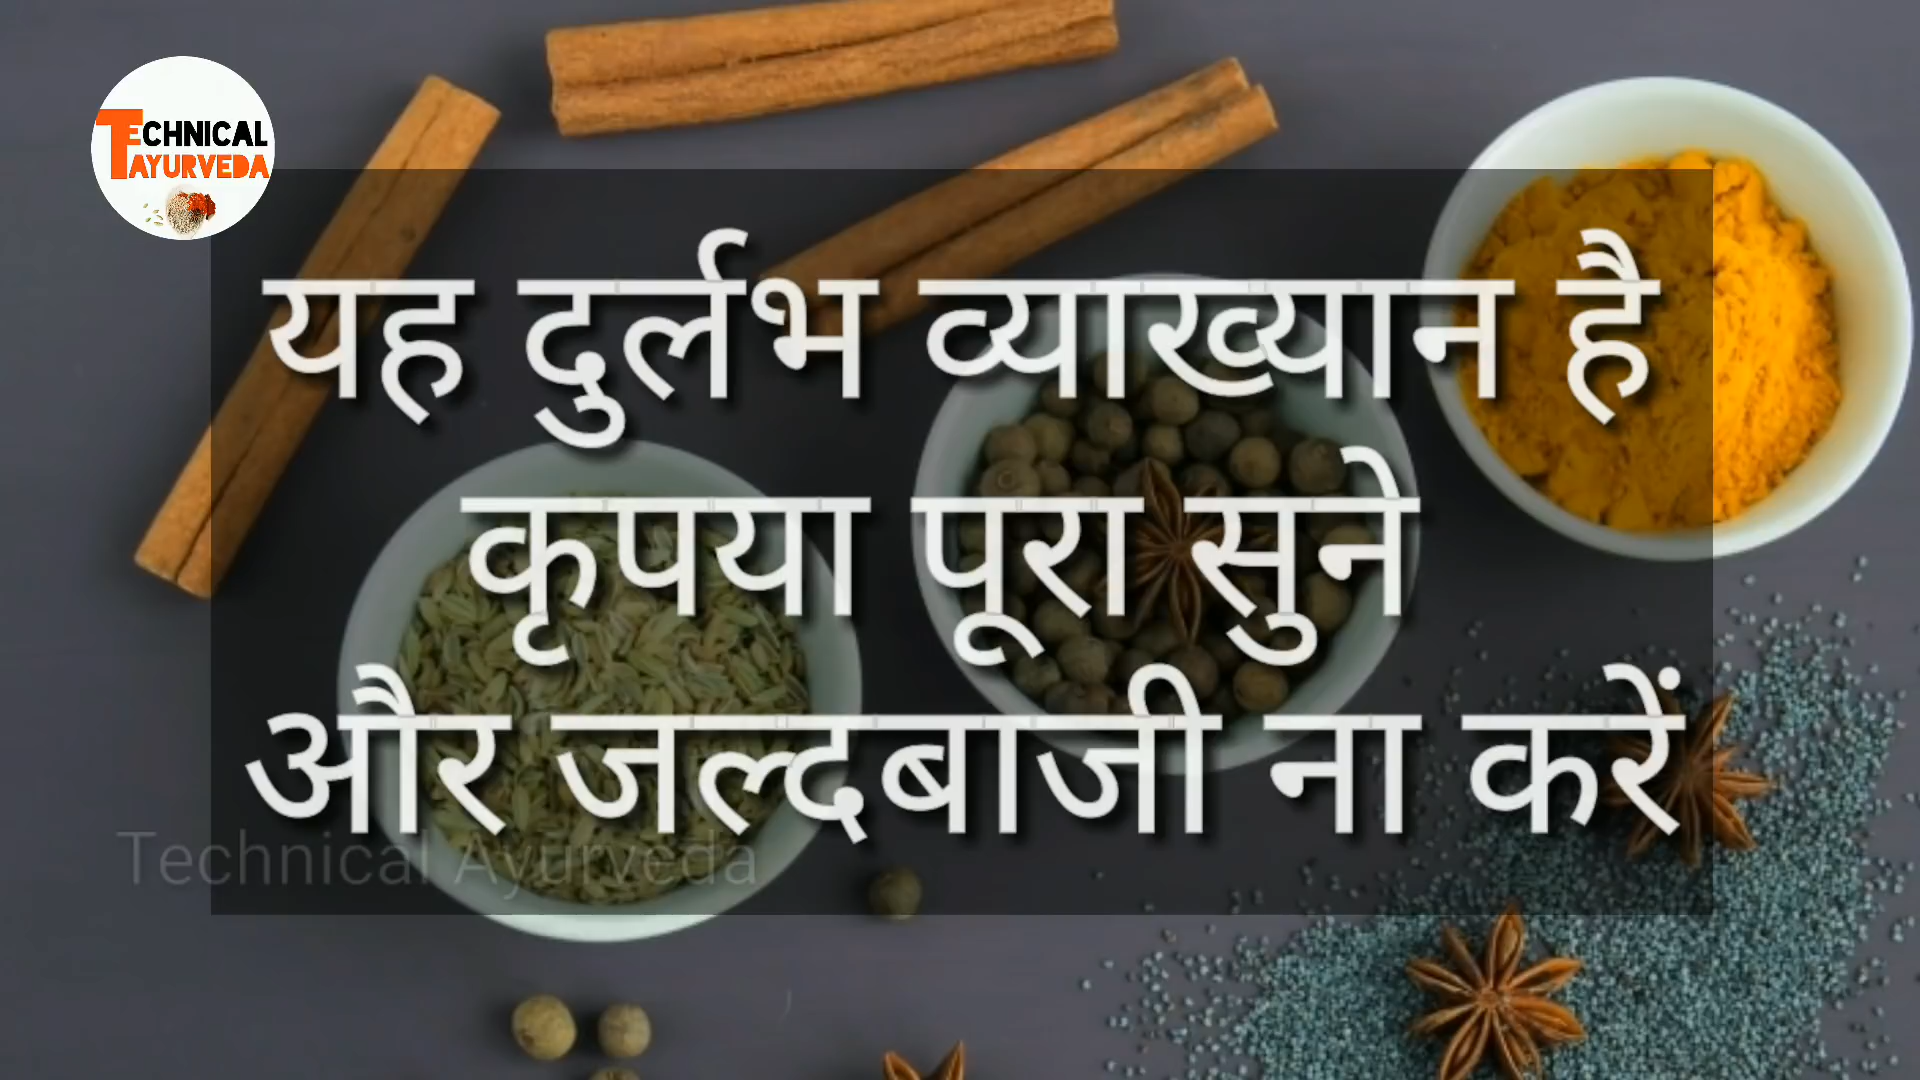 TECHNICAL
AYURVEDA
यह दुर्लभ व्याख्यान है
कृपया पूरा सुने
और जल्दबाजी ना करें
Technical Ayurveda